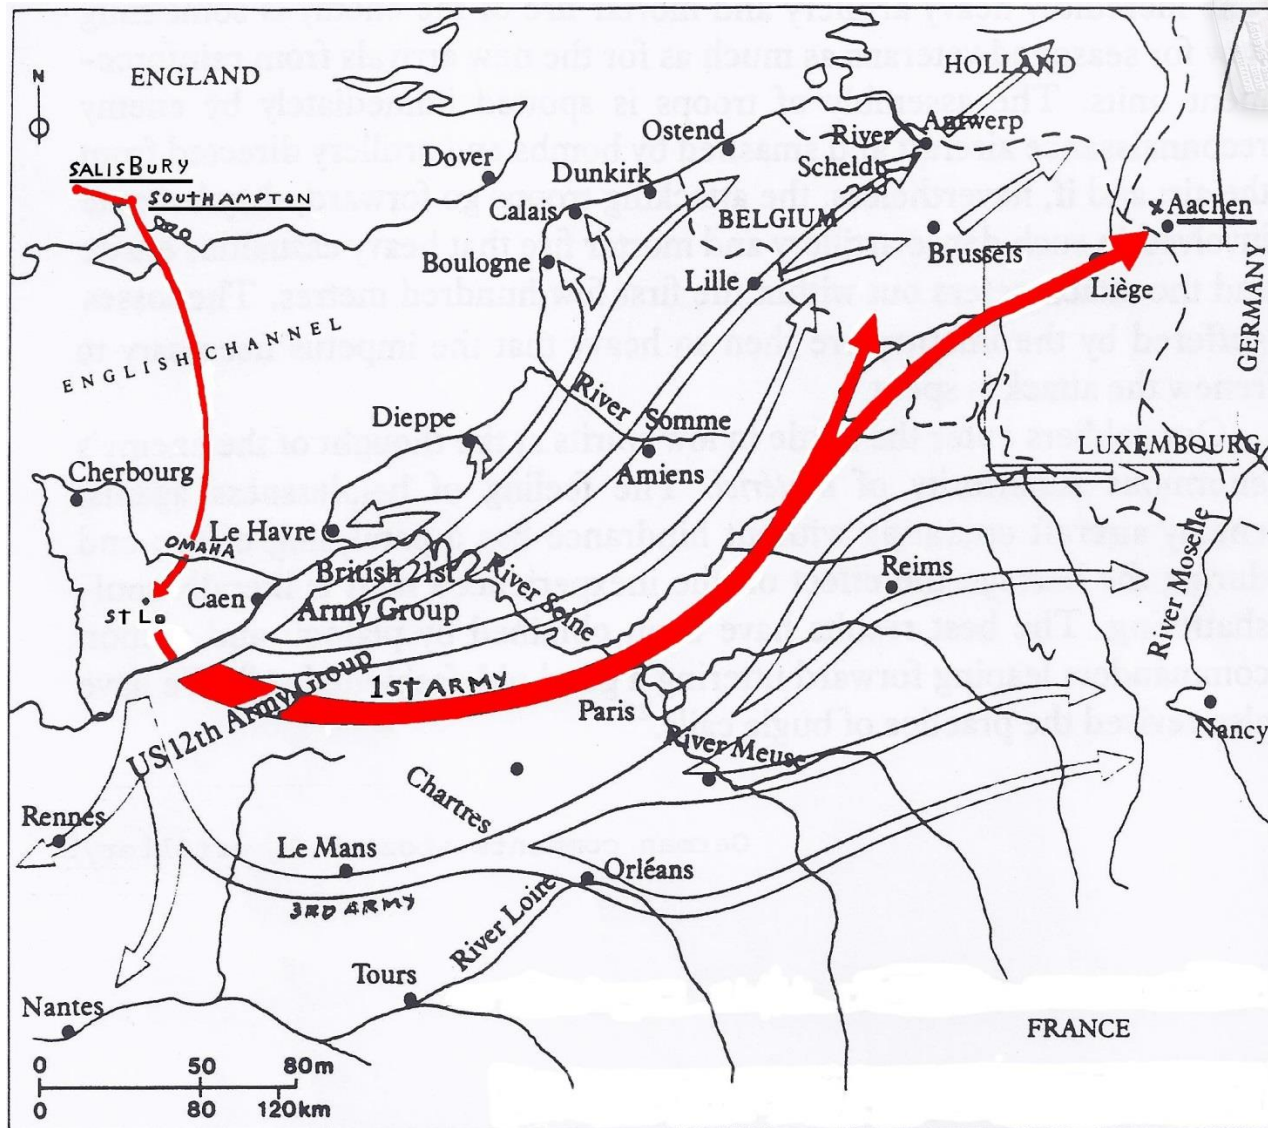 N
ENGLAND
HOLLAND
SALISBURY
SOUTHAMPTON
Dover
Ostend
Dunkirk
Calais
Boulogne
River
Scheldt
Antwerp
BELGIUM
Brussels
Lille
x Aachen
Liège
GERMANY
ENGLISH CHANNEL
Dieppe
River Somme
Amiens
LUXEMBOURG
Cherbourg
OMAHA
Le Havre
British 21st
Army Group
River Seine
Caen
ST Lo
Reims
River Moselle
US 12th Army Group
1ST ARMY
Paris
River Meuse
Nancy
Chartres
Rennes
Le Mans
3RD ARMY
Orléans
River Loire
Tours
Nantes
FRANCE
0 50 80m
0 80 120km